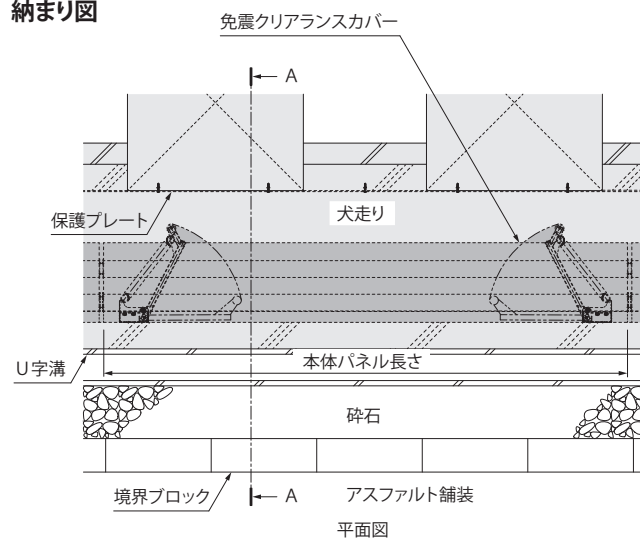 納まり図
免震クリアランスカバー
A
保護プレート
犬走り
U字溝
本体パネル長さ
砕石
境界ブロック
A
アスファルト舗装
平面図